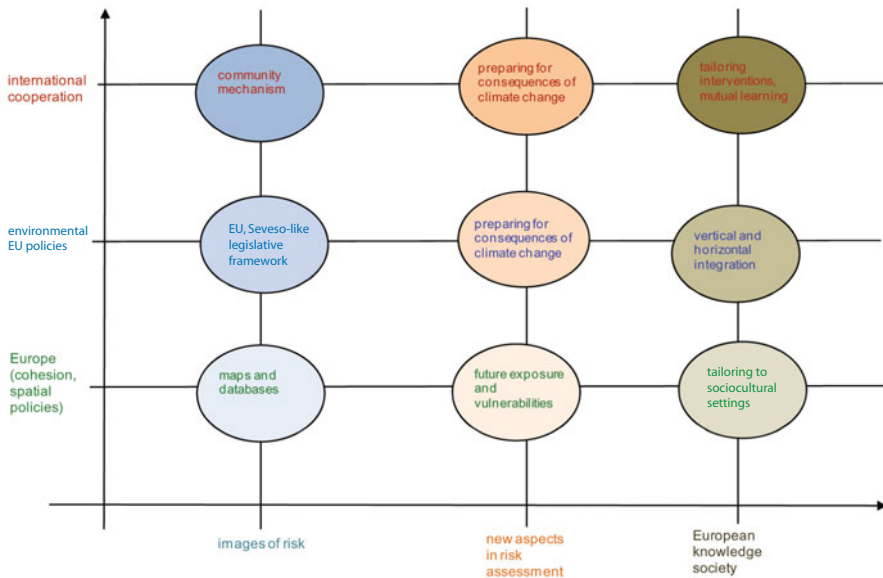 international
cooperation
community
mechanism
preparing for
consequences of
climate change
tailoring
interventions,
mutual learning
environmental
EU policies
EU, Seveso-like
legislative
framework
preparing for
consequences of
climate change
vertical and
horizontal
integration
Europe
(cohesion,
spatial
policies)
maps and
databases
future exposure
and
vulnerabilities
tailoring to
sociocultural
settings
images of risk
new aspects
in risk
assessment
European
knowledge
society